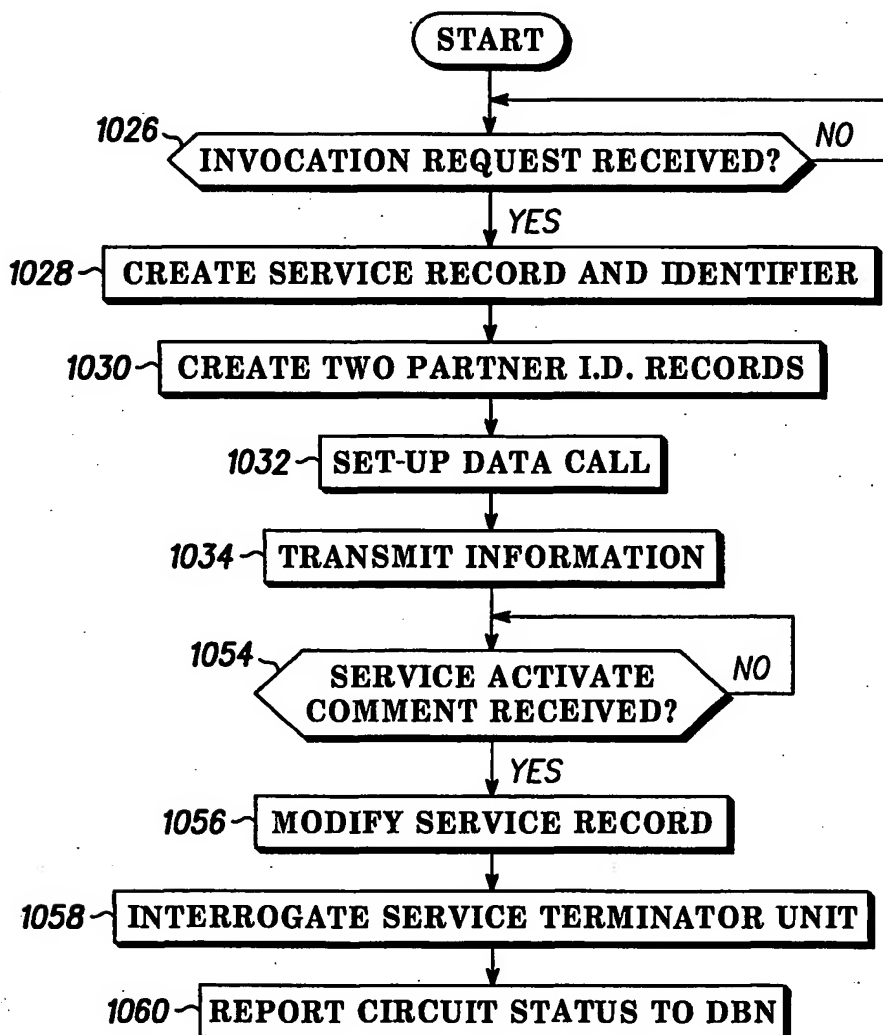 START
1026
INVOCATION REQUEST RECEIVED?
NO
YES
1028
CREATE SERVICE RECORD AND IDENTIFIER
1030
CREATE TWO PARTNER I.D. RECORDS
1032
SET-UP DATA CALL
1034
TRANSMIT INFORMATION
1054
SERVICE ACTIVATE
COMMENT RECEIVED?
NO
YES
1056
MODIFY SERVICE RECORD
1058
INTERROGATE SERVICE TERMINATOR UNIT
1060
REPORT CIRCUIT STATUS TO DBN